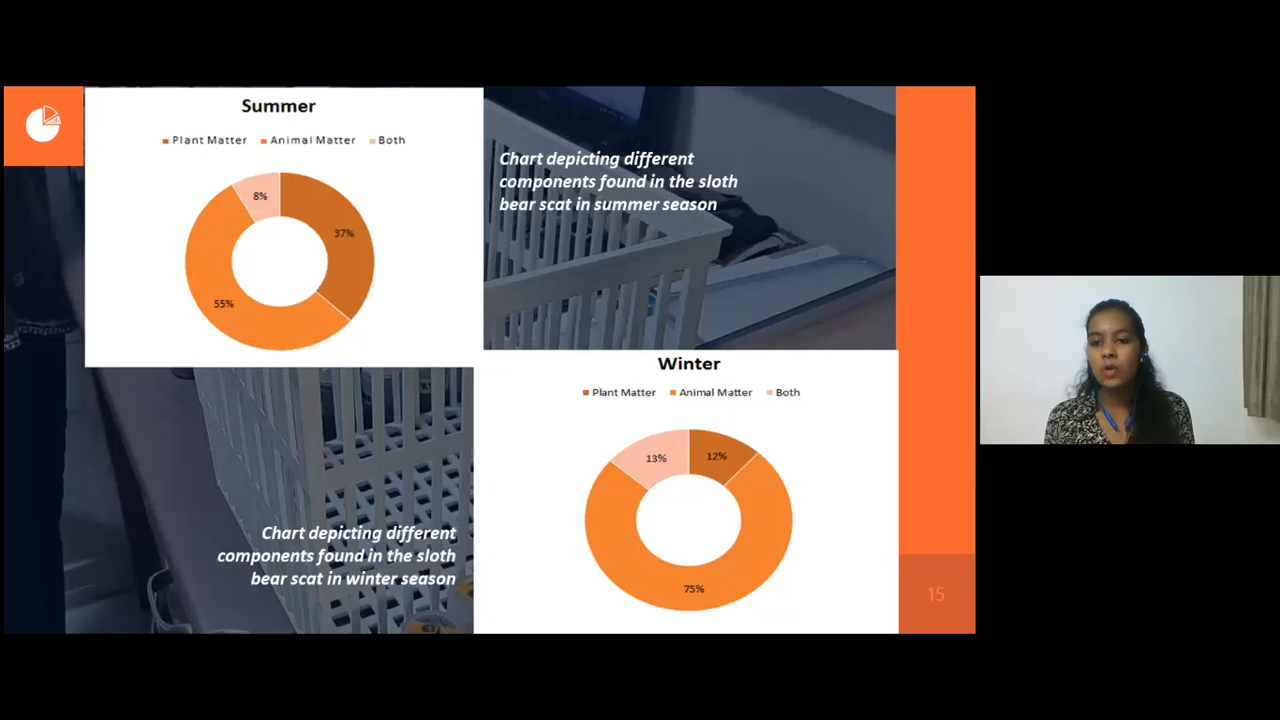 Summer
Plant Matter Animal Matter Both
8%
37%
55%
Chart depicting different
components found in the sloth
bear scat in summer season
Winter
Plant Matter Animal Matter Both
13%
12%
75%
Chart depicting different
components found in the sloth
bear scat in winter season
15